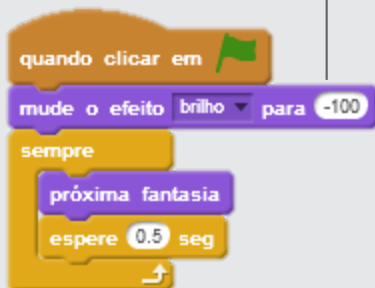 quando clicar em
mude o efeito brilho para -100
sempre
próxima fantasia
espere 0.5 seg